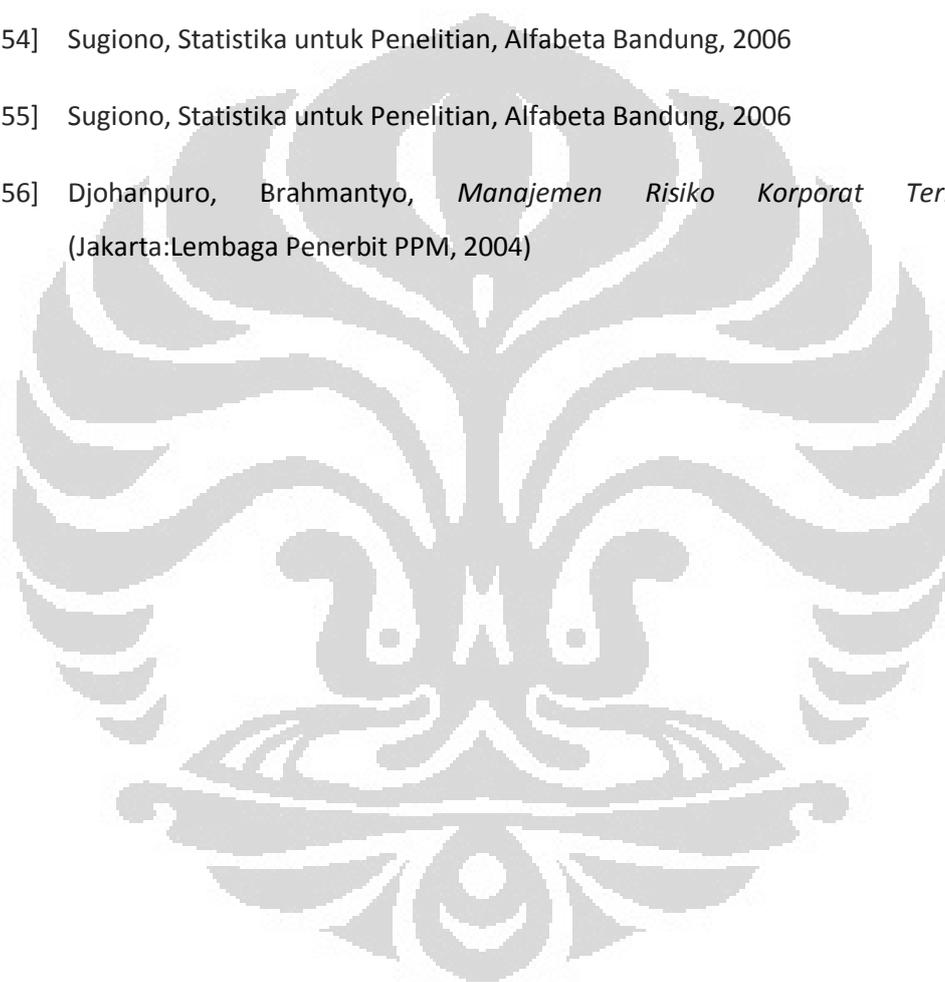 54] Sugiono, Statistika untuk Penelitian, Alfabeta Bandung, 2006
55] Sugiono, Statistika untuk Penelitian, Alfabeta Bandung, 2006
56] Djohanpuro, Brahmantyo, Manajemen Risiko Korporat
(Jakarta:Lembaga Penerbit PPM, 2004)